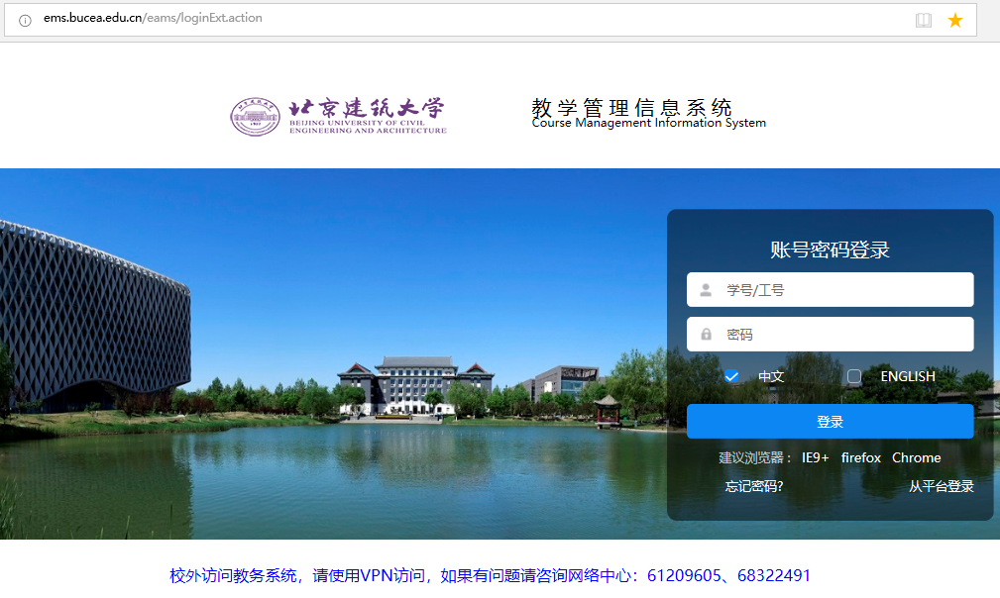 ems.bucea.edu.cn/eams/loginExt.action
北京建筑大学
BEIJING UNIVERSITY OF CIVIL
ENGINEERING AND ARCHITECTURE
教学管理信息系统
Course Management Information System
账号密码登录
学号/工号
密码
中文 ENGLISH
登录
建议浏览器： IE9+ firefox Chrome
忘记密码? 从平台登录
校外访问教务系统，请使用VPN访问，如果有问题请咨询网络中心：61209605、68322491